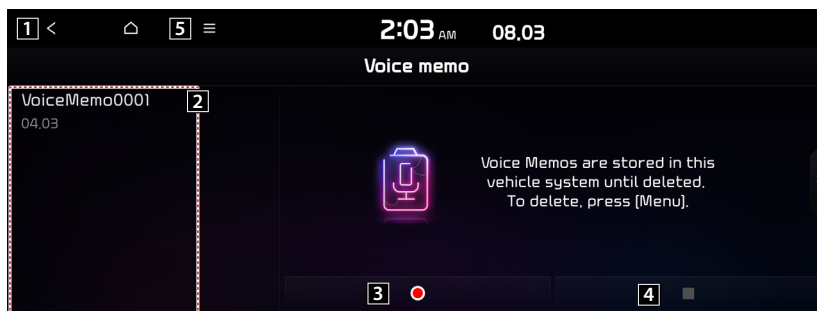 1
5
2:03 AM 08.03
Voice memo
VoiceMemo0001
2
04.03
Voice Memos are stored in this
vehicle system until deleted.
To delete, press [Menu].
3
4